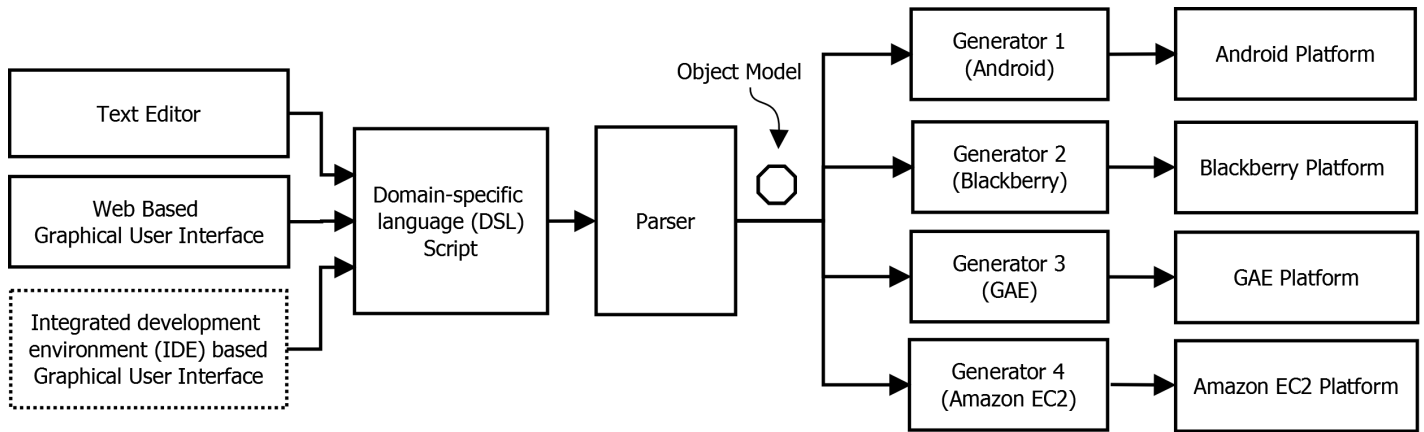 Text Editor
Web Based
Graphical User Interface
Integrated development
environment (IDE) based
Graphical User Interface
Domain-specific
language (DSL)
Script
Parser
Object Model
Generator 1
(Android)
Android Platform
Generator 2
(Blackberry)
Blackberry Platform
Generator 3
(GAE)
GAE Platform
Generator 4
(Amazon EC2)
Amazon EC2 Platform